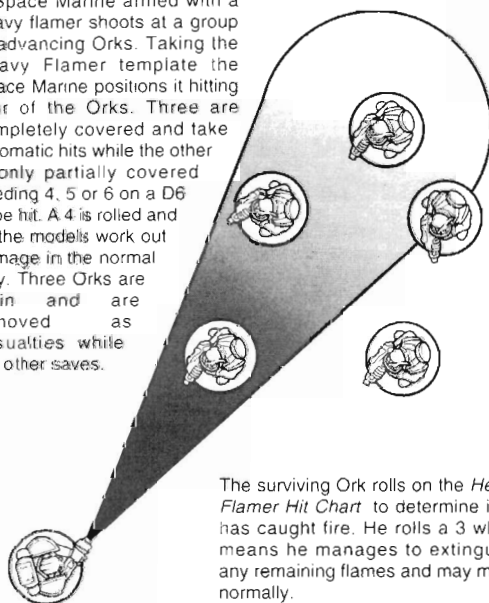 Space Marine armed with a
avy flamer shoots at a group
advancing Orks. Taking the
avy Flamer template the
ace Marine positions it hitting
ur of the Orks. Three are
mpletely covered and take
omatic hits while the other
only partially covered
eding 4, 5 or 6 on a D6
be hit. A 4 is rolled and
the models work out
mage in the normal
y. Three Orks are
in and are
moved as
sualties while
other saves.
The surviving Ork rolls on the He
Flamer Hit Chart to determine i
has caught fire. He rolls a 3 wh
means he manages to extingu
any remaining flames and may m
normally.